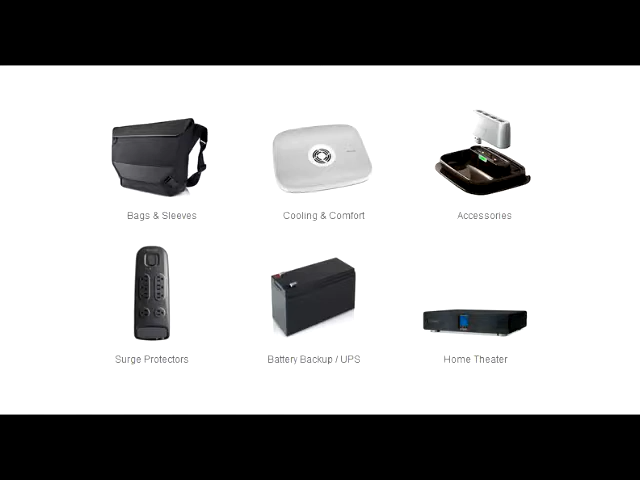 Bags & Sleeves
Cooling & Comfort
Accessories
Surge Protectors
Battery Backup / UPS
Home Theater